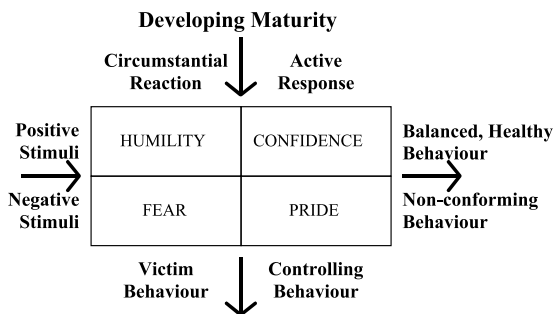 Developing Maturity
Circumstantial Reaction
Active Response
Positive Stimuli
HUMILITY
CONFIDENCE
Balanced, Healthy Behaviour
Negative Stimuli
FEAR
PRIDE
Non-conforming Behaviour
Victim Behaviour
Controlling Behaviour